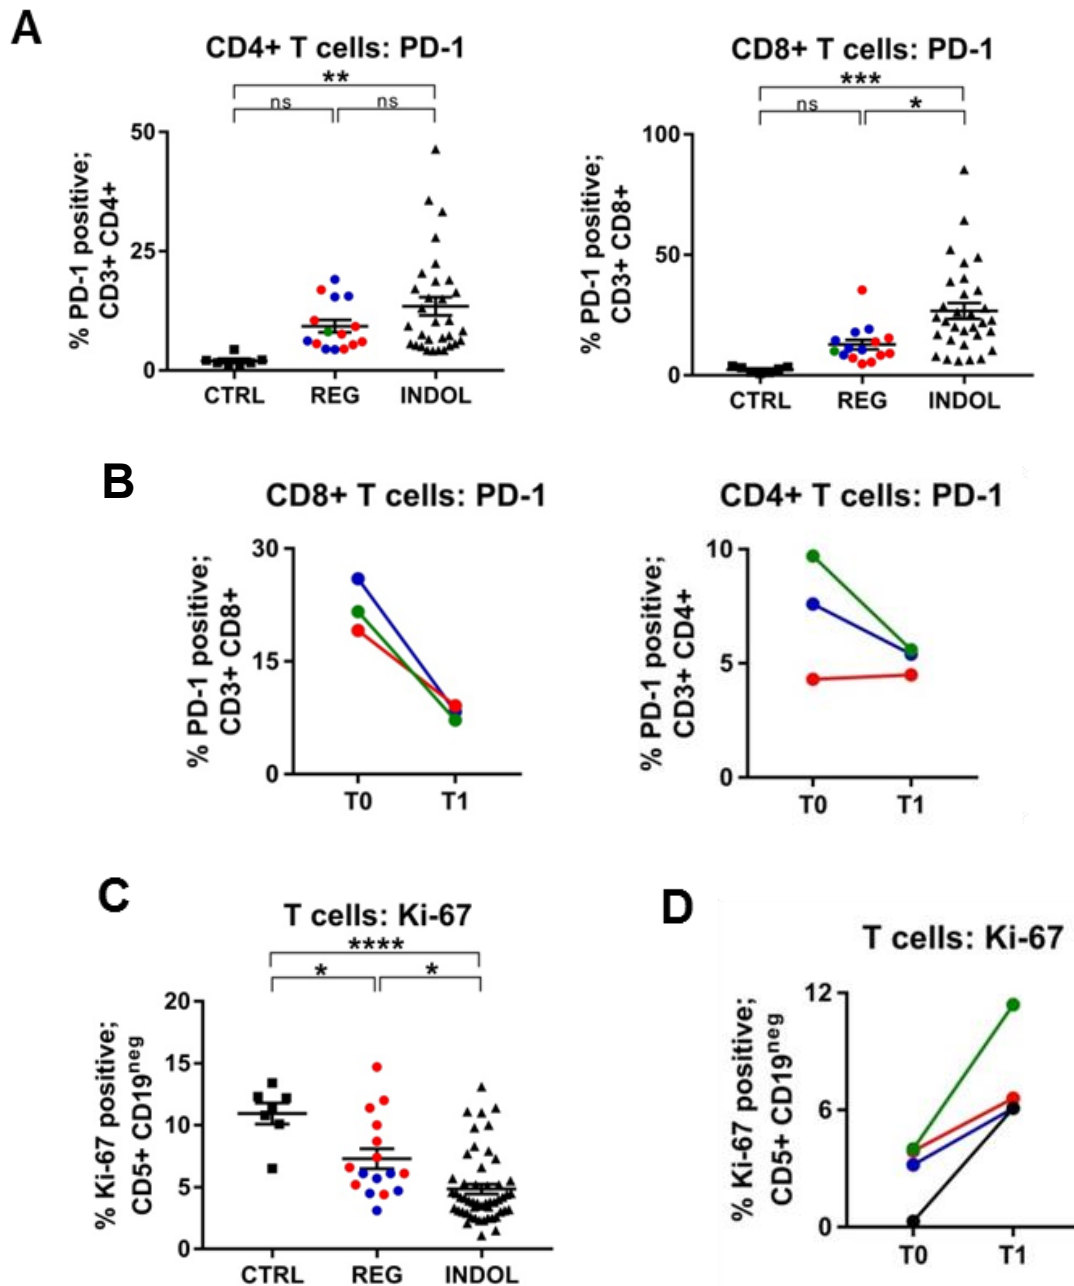 A
CD4+ T cells: PD-1
**
ns
ns
% PD-1 positive;
CD3+ CD4+
50
25
0
CTRL
REG
INDOL
CD8+ T cells: PD-1
***
ns
*
% PD-1 positive;
CD3+ CD8+
100
50
0
CTRL
REG
INDOL
B
CD8+ T cells: PD-1
% PD-1 positive;
CD3+ CD8+
30
15
0
T0
T1
CD4+ T cells: PD-1
% PD-1 positive;
CD3+ CD4+
10
5
0
T0
T1
C
T cells: Ki-67
****
*
*
% Ki-67 positive;
CD5+ CD19neg
20
15
10
5
0
CTRL
REG
INDOL
D
T cells: Ki-67
% Ki-67 positive;
CD5+ CD19neg
12
6
0
T0
T1